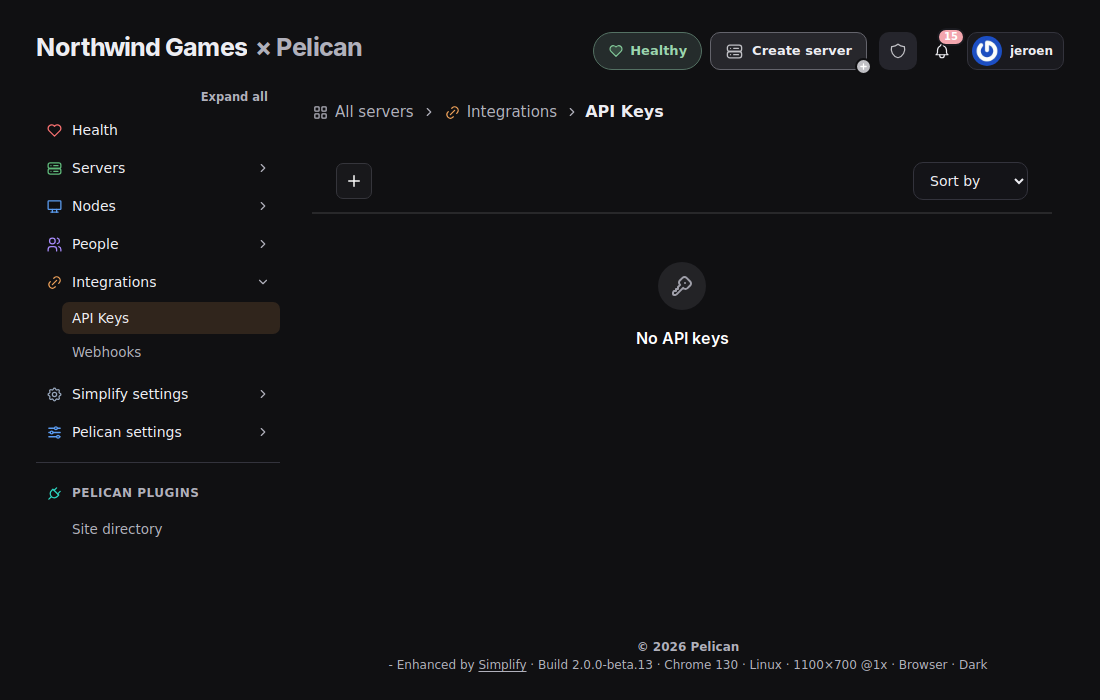 Northwind Games × Pelican
Healthy
Create server
15
jeroen
Expand all
Health
Servers
Nodes
People
Integrations
API Keys
Webhooks
Simplify settings
Pelican settings
PELICAN PLUGINS
Site directory
All servers › Integrations › API Keys
Sort by
No API keys
© 2026 Pelican
- Enhanced by Simplify · Build 2.0.0-beta.13 · Chrome 130 · Linux · 1100×700 @1x · Browser · Dark